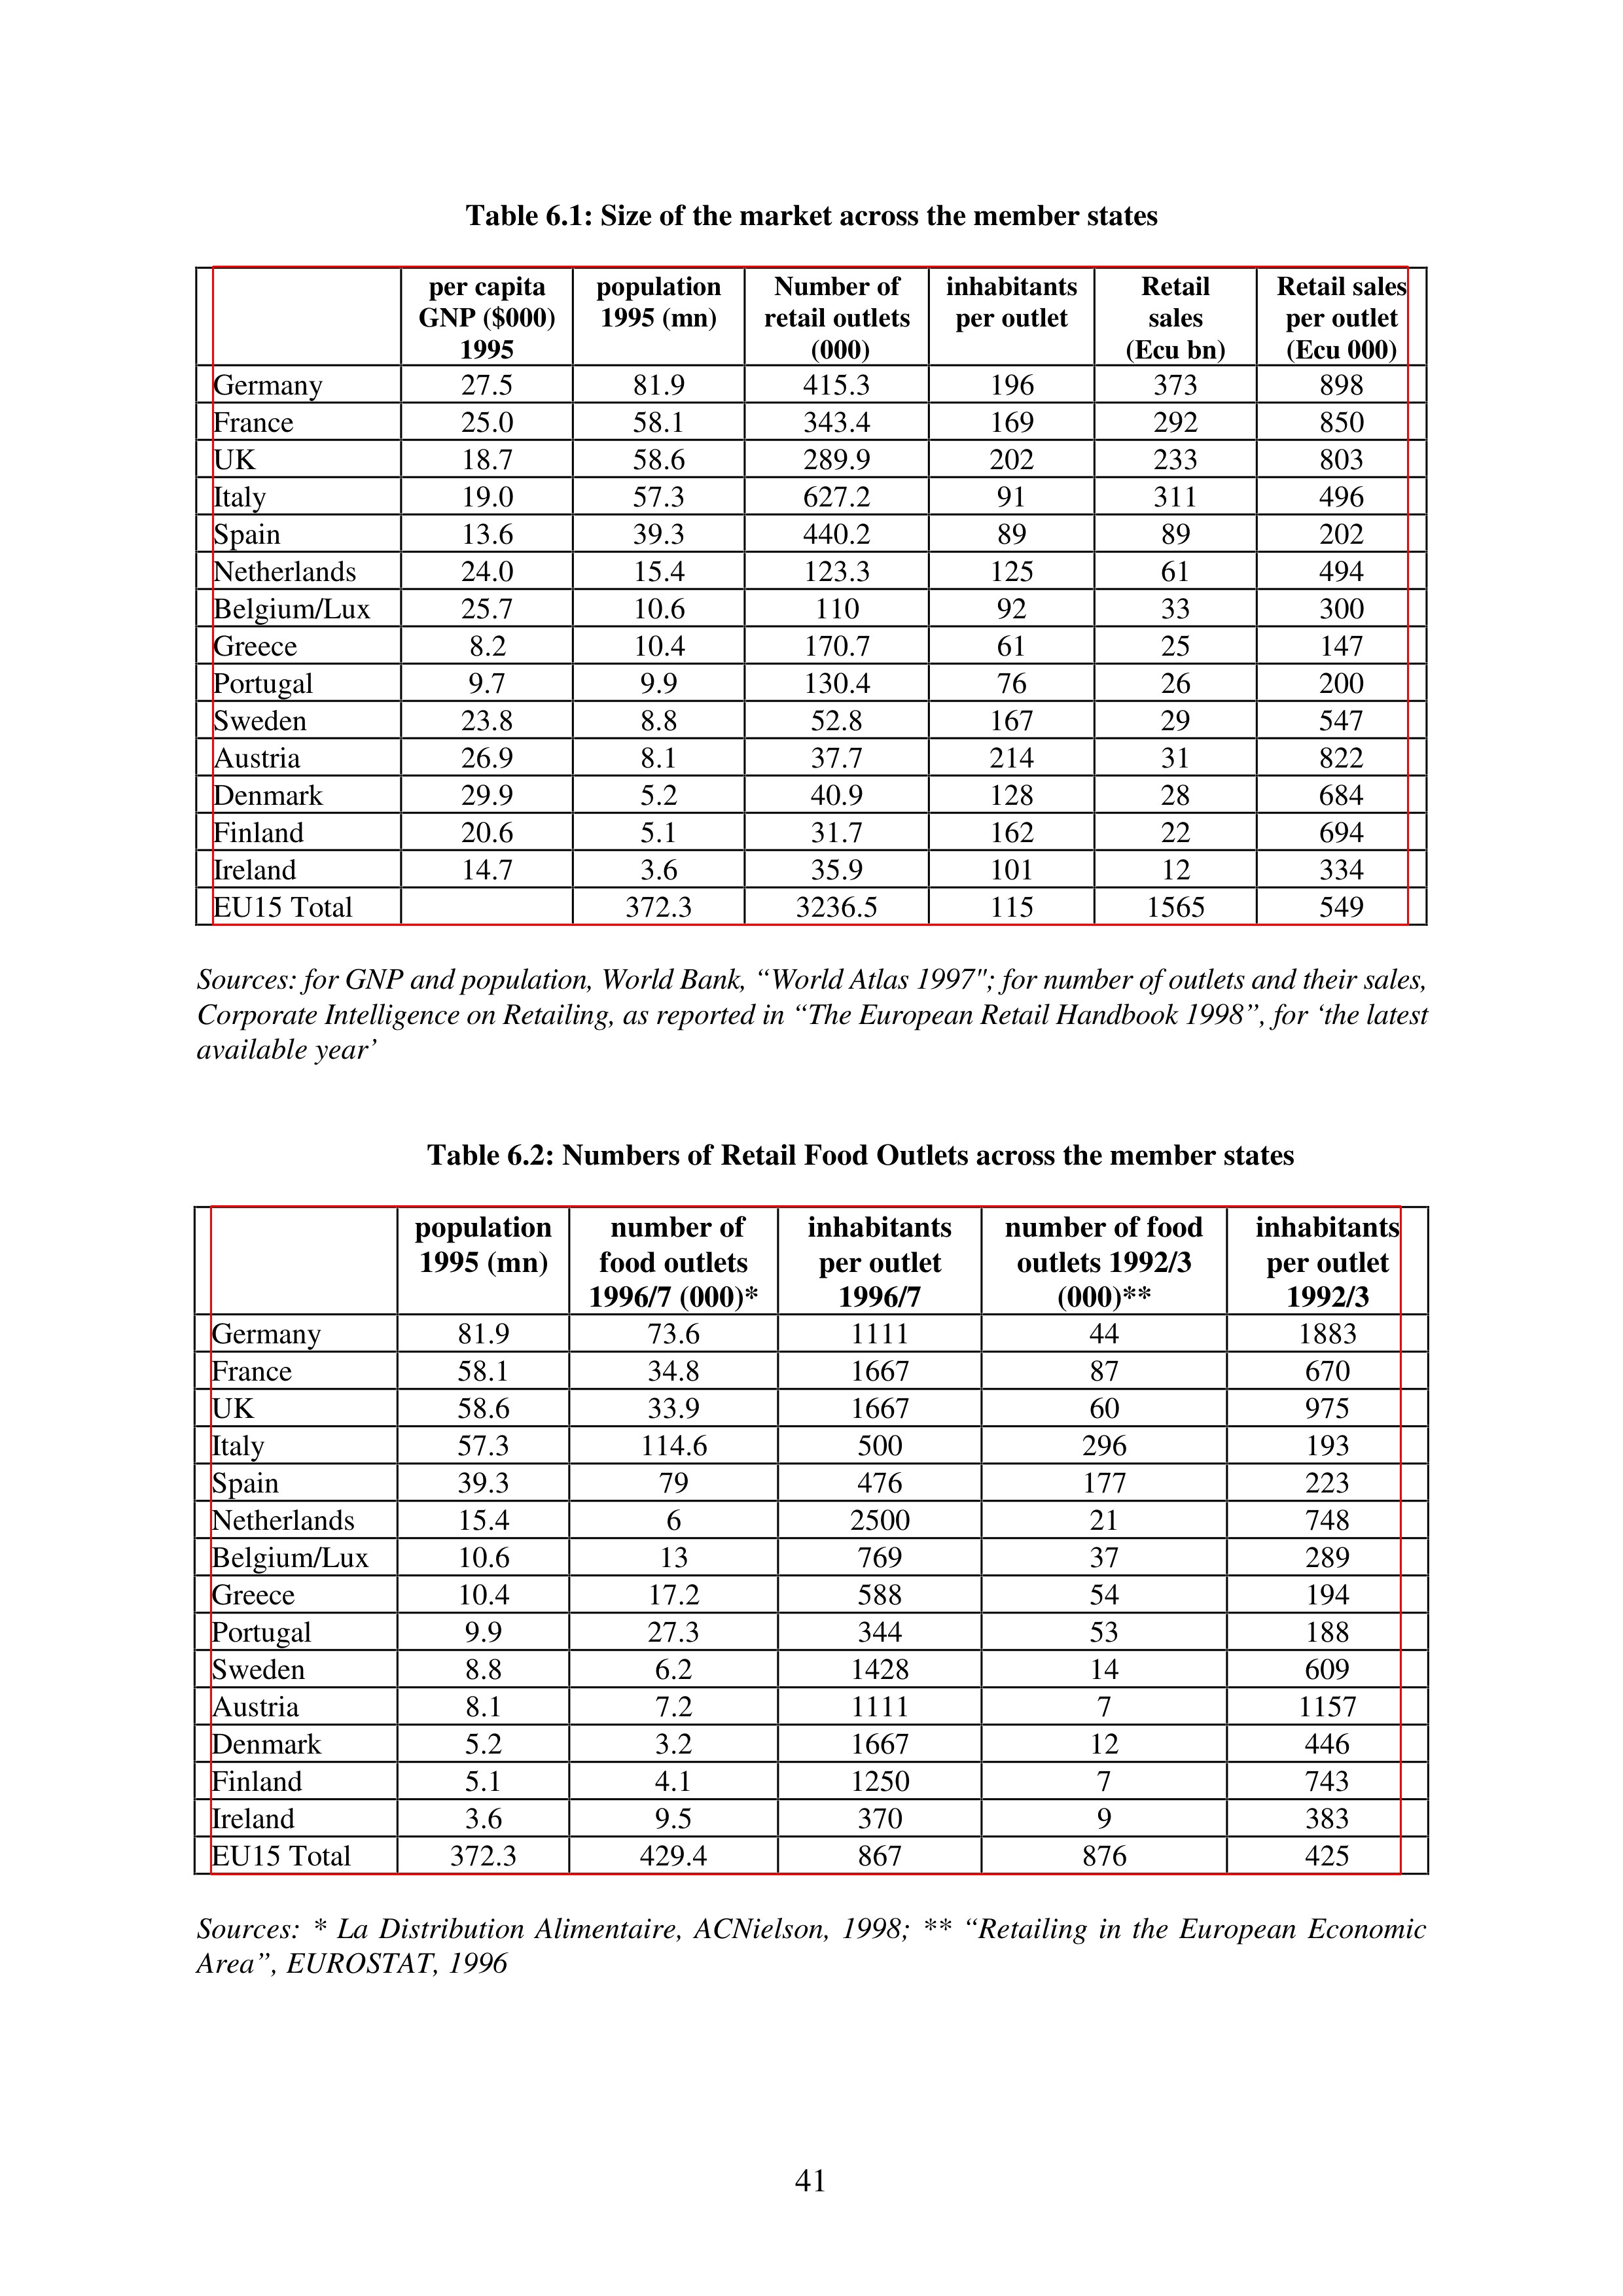 Table 6.1: Size of the market across the member states
per capita GNP ($000) 1995 population 1995 (mn) Number of retail outlets (000) inhabitants per outlet Retail sales (Ecu bn) Retail sales per outlet (Ecu 000)
Germany 27.5 81.9 415.3 196 373 898
France 25.0 58.1 343.4 169 292 850
UK 18.7 58.6 289.9 202 233 803
Italy 19.0 57.3 627.2 91 311 496
Spain 13.6 39.3 440.2 89 89 202
Netherlands 24.0 15.4 123.3 125 61 494
Belgium/Lux 25.7 10.6 110 92 33 300
Greece 8.2 10.4 170.7 61 25 147
Portugal 9.7 9.9 130.4 76 26 200
Sweden 23.8 8.8 52.8 167 29 547
Austria 26.9 8.1 37.7 214 31 822
Denmark 29.9 5.2 40.9 128 28 684
Finland 20.6 5.1 31.7 162 22 694
Ireland 14.7 3.6 35.9 101 12 334
EU15 Total 372.3 3236.5 115 1565 549
Sources: for GNP and population, World Bank, “World Atlas 1997"; for number of outlets and their sales,
Corporate Intelligence on Retailing, as reported in “The European Retail Handbook 1998”, for ‘the latest
available year’
Table 6.2: Numbers of Retail Food Outlets across the member states
population 1995 (mn) number of food outlets 1996/7 (000)* inhabitants per outlet 1996/7 number of food outlets 1992/3 (000)** inhabitants per outlet 1992/3
Germany 81.9 73.6 1111 44 1883
France 58.1 34.8 1667 87 670
UK 58.6 33.9 1667 60 975
Italy 57.3 114.6 500 296 193
Spain 39.3 79 476 177 223
Netherlands 15.4 6 2500 21 748
Belgium/Lux 10.6 13 769 37 289
Greece 10.4 17.2 588 54 194
Portugal 9.9 27.3 344 53 188
Sweden 8.8 6.2 1428 14 609
Austria 8.1 7.2 1111 7 1157
Denmark 5.2 3.2 1667 12 446
Finland 5.1 4.1 1250 7 743
Ireland 3.6 9.5 370 9 383
EU15 Total 372.3 429.4 867 876 425
Sources: * La Distribution Alimentaire, ACNielson, 1998; ** “Retailing in the European Economic
Area”, EUROSTAT, 1996
41